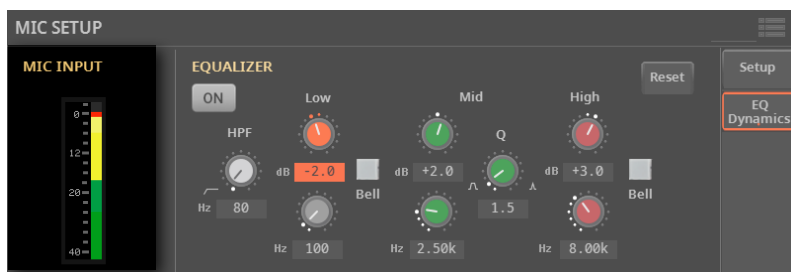 MIC SETUP
MIC INPUT
0
12
20
40
EQUALIZER
Reset
ON
Low
Mid
High
HPF
Q
dB -2.0
Bell
dB +2.0
dB +3.0
Bell
Hz 80
1.5
Hz 100
Hz 2.50k
Hz 8.00k
Setup
EQ
Dynamics